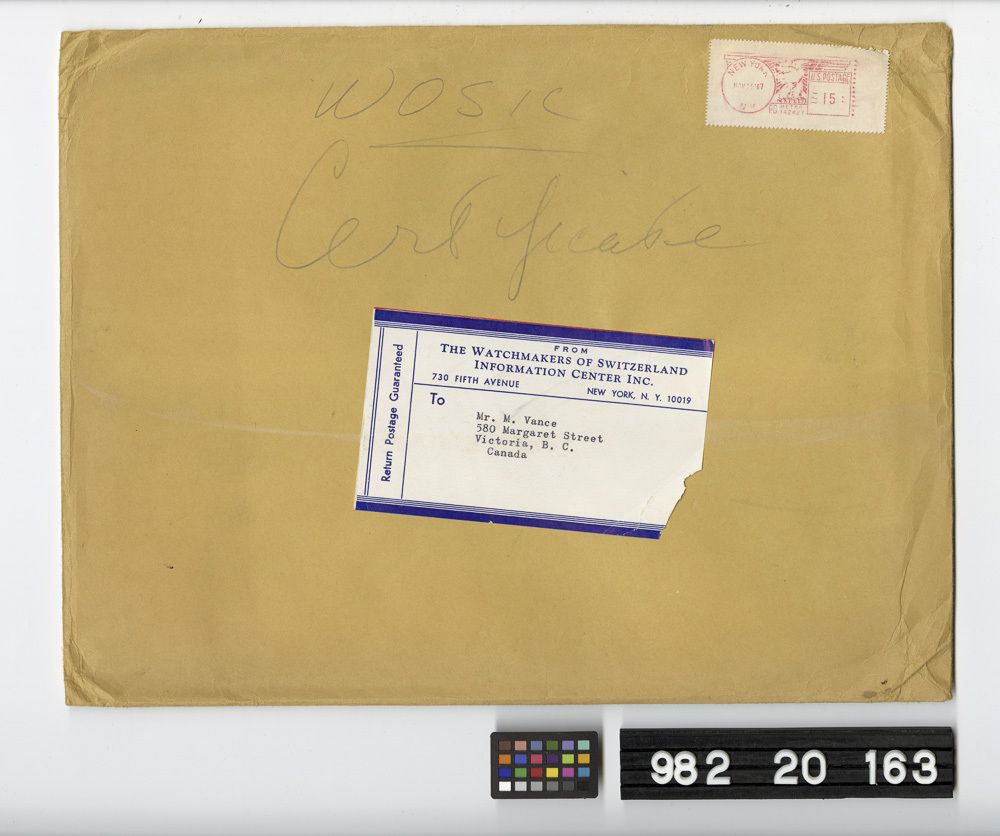 WOSIC
Certificate
NEW YORK
N.Y.
U.S. POSTAGE
15
P.O. METER
FROM
THE WATCHMAKERS OF SWITZERLAND
INFORMATION CENTER INC.
730 FIFTH AVENUE
NEW YORK, N. Y. 10019
Return Postage Guaranteed
To
Mr. M. Vance
580 Margaret Street
Victoria, B. C.
Canada
982 20 163